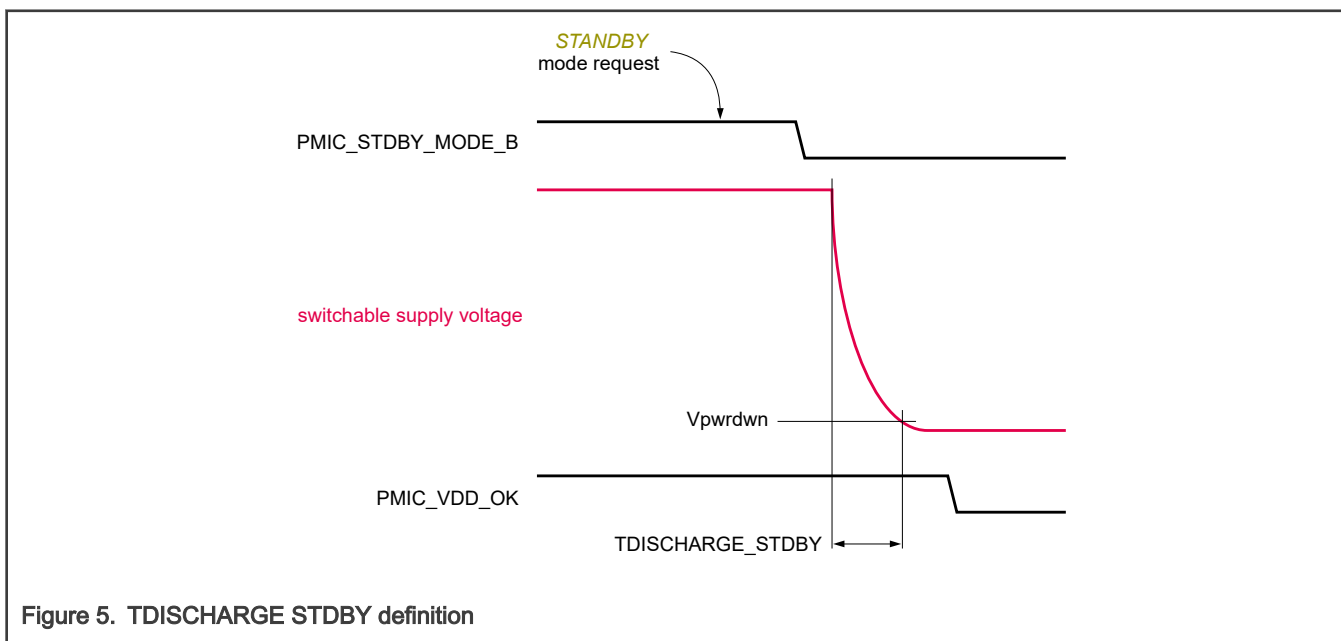 STANDBY
mode request
PMIC_STDBY_MODE_B
switchable supply voltage
Vpwrdwn
PMIC_VDD_OK
TDISCHARGE_STDBY
Figure 5. TDISCHARGE STDBY definition